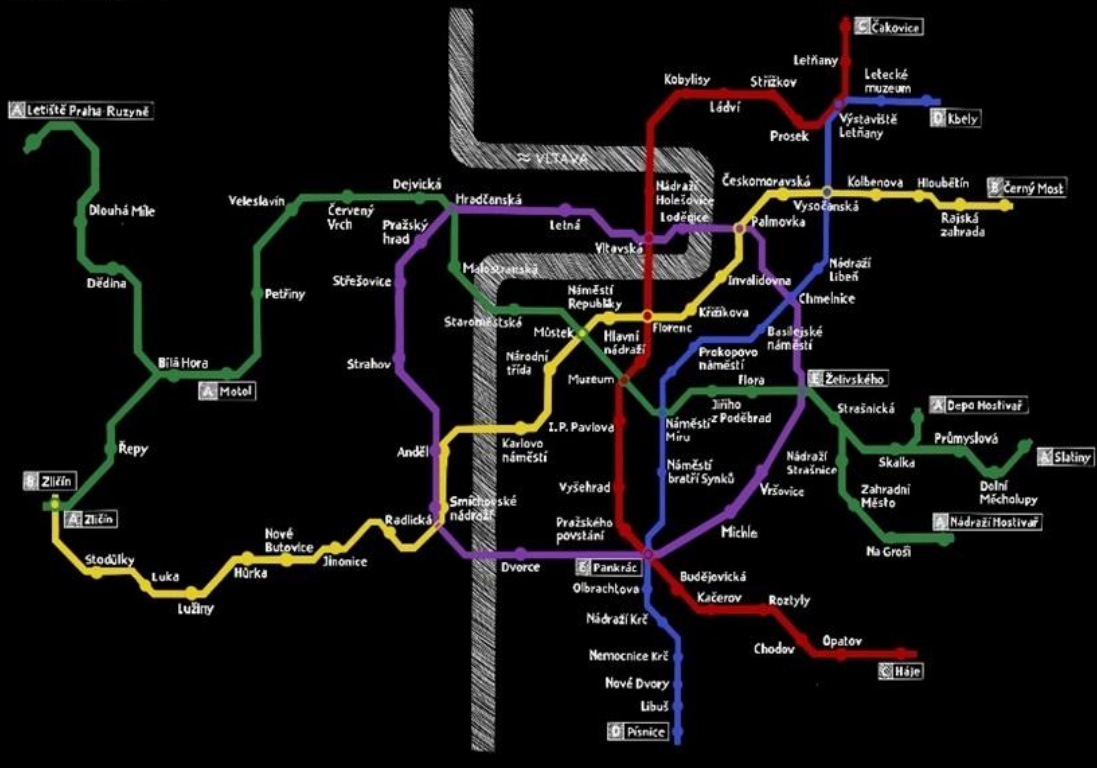 C Čakovice
Letňany
Letecké
muzeum
D Kbely
Výstaviště
Letňany
Kobylisy
Střížkov
Ládví
Prosek
A Letiště Praha-Ruzyně
≈ VLTAVA
Dlouhá Míle
Dědina
Bílá Hora
A Motol
Petřiny
Veleslavín
Červený
Vrch
Dejvická
Hradčanská
Pražský
hrad
Střešovice
Strahov
Letná
Vltavská
Nádraží
Holešovice
Loděnice
Palmovka
Českomoravská
Vysočanská
Kolbenova
Hloubětín
Rajská
zahrada
B Černý Most
Malostranská
Staroměstská
Náměstí
Republiky
Můstek
Hlavní
nádraží
Florenc
Křižíkova
Invalidovna
Nádraží
Libeň
Chmelnice
Basilejské
náměstí
Prokopovo
náměstí
Národní
třída
Muzeum
Flora
Jiřího
z Poděbrad
E Želivského
Strašnická
A Depo Hostivař
Průmyslová
Skalka
Dolní
Měcholupy
A Slatiny
Nádraží
Strašnice
Zahradní
Město
Na Groši
A Nádraží Hostivař
Řepy
B Zličín
A Zličín
Anděl
Karlovo
náměstí
I.P. Pavlova
Náměstí
Míru
Náměstí
bratří Synků
Vršovice
Michle
Vyšehrad
Pražského
povstání
Smíchovské
nádraží
Radlická
Nové
Butovice
Jinonice
Hůrka
Stodůlky
Luka
Lužiny
Dvorce
E Pankrác
Olbrachtova
Nádraží Krč
Nemocnice Krč
Nové Dvory
Libuš
D Písnice
Budějovická
Kačerov
Roztyly
Chodov
Opatov
C Háje